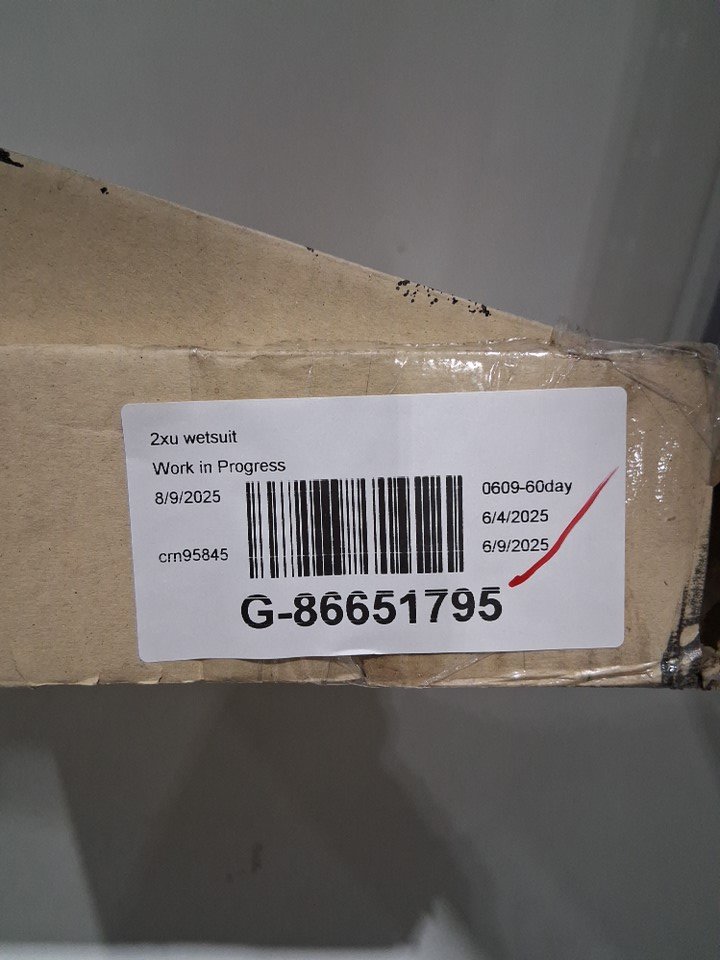 2xu wetsuit
Work in Progress
8/9/2025
0609-60day
6/4/2025
crn95845
6/9/2025
G-86651795